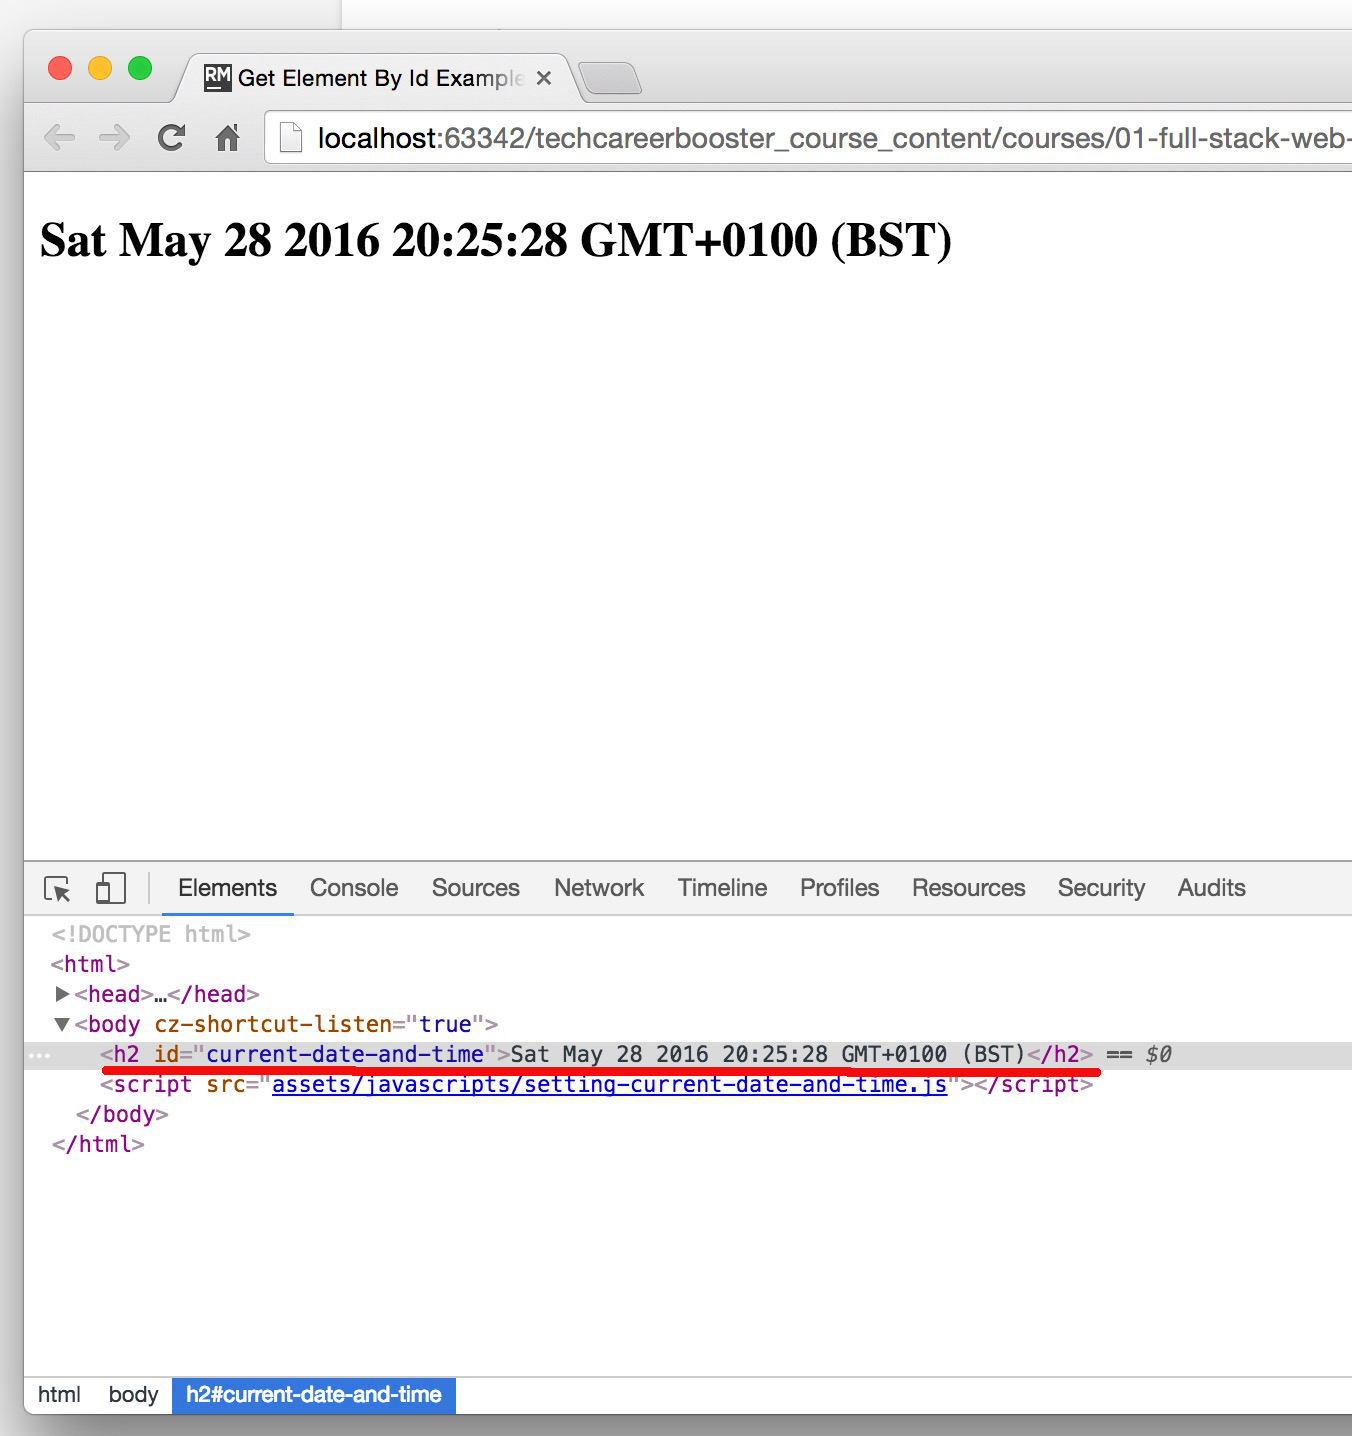 RM Get Element By Id Example
localhost:63342/techcareerbooster_course_content/courses/01-full-stack-web-
Sat May 28 2016 20:25:28 GMT+0100 (BST)
Elements Console Sources Network Timeline Profiles Resources Security Audits
<!DOCTYPE html>
<html>
<head>…</head>
<body cz-shortcut-listen="true">
<h2 id="current-date-and-time">Sat May 28 2016 20:25:28 GMT+0100 (BST)</h2> == $0
<script src="assets/javascripts/setting-current-date-and-time.js"></script>
</body>
</html>
html body h2#current-date-and-time